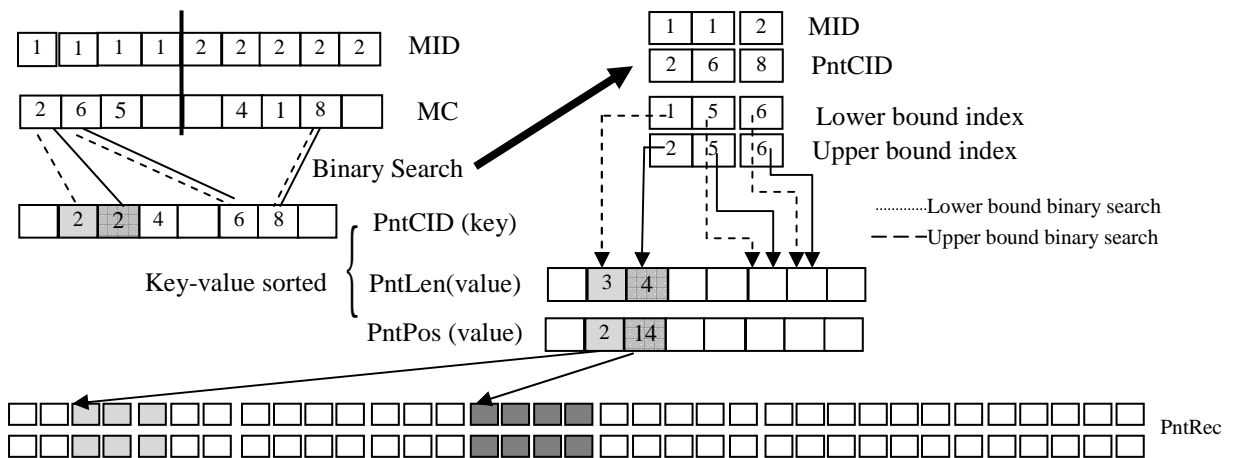 1 1 1 1 2 2 2 2 2 MID
2 6 5 4 1 8 MC
Binary Search
2 2 4 6 8 PntCID (key)
Key-value sorted
PntLen(value)
PntPos (value)
1 1 2 MID
2 6 8 PntCID
1 5 6 Lower bound index
2 5 6 Upper bound index
Lower bound binary search
Upper bound binary search
3 4
2 14
PntRec